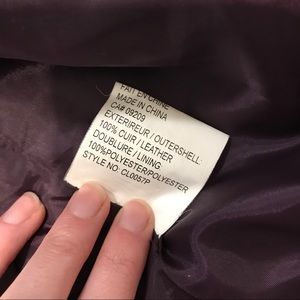 FAIT EN CHINE
MADE IN CHINA
CA# 09209
EXTERIREUR / OUTERSHELL:
100% CUIR / LEATHER
DOUBLURE / LINING:
100%POLYESTER/POLYESTER
STYLE NO: CL0057P